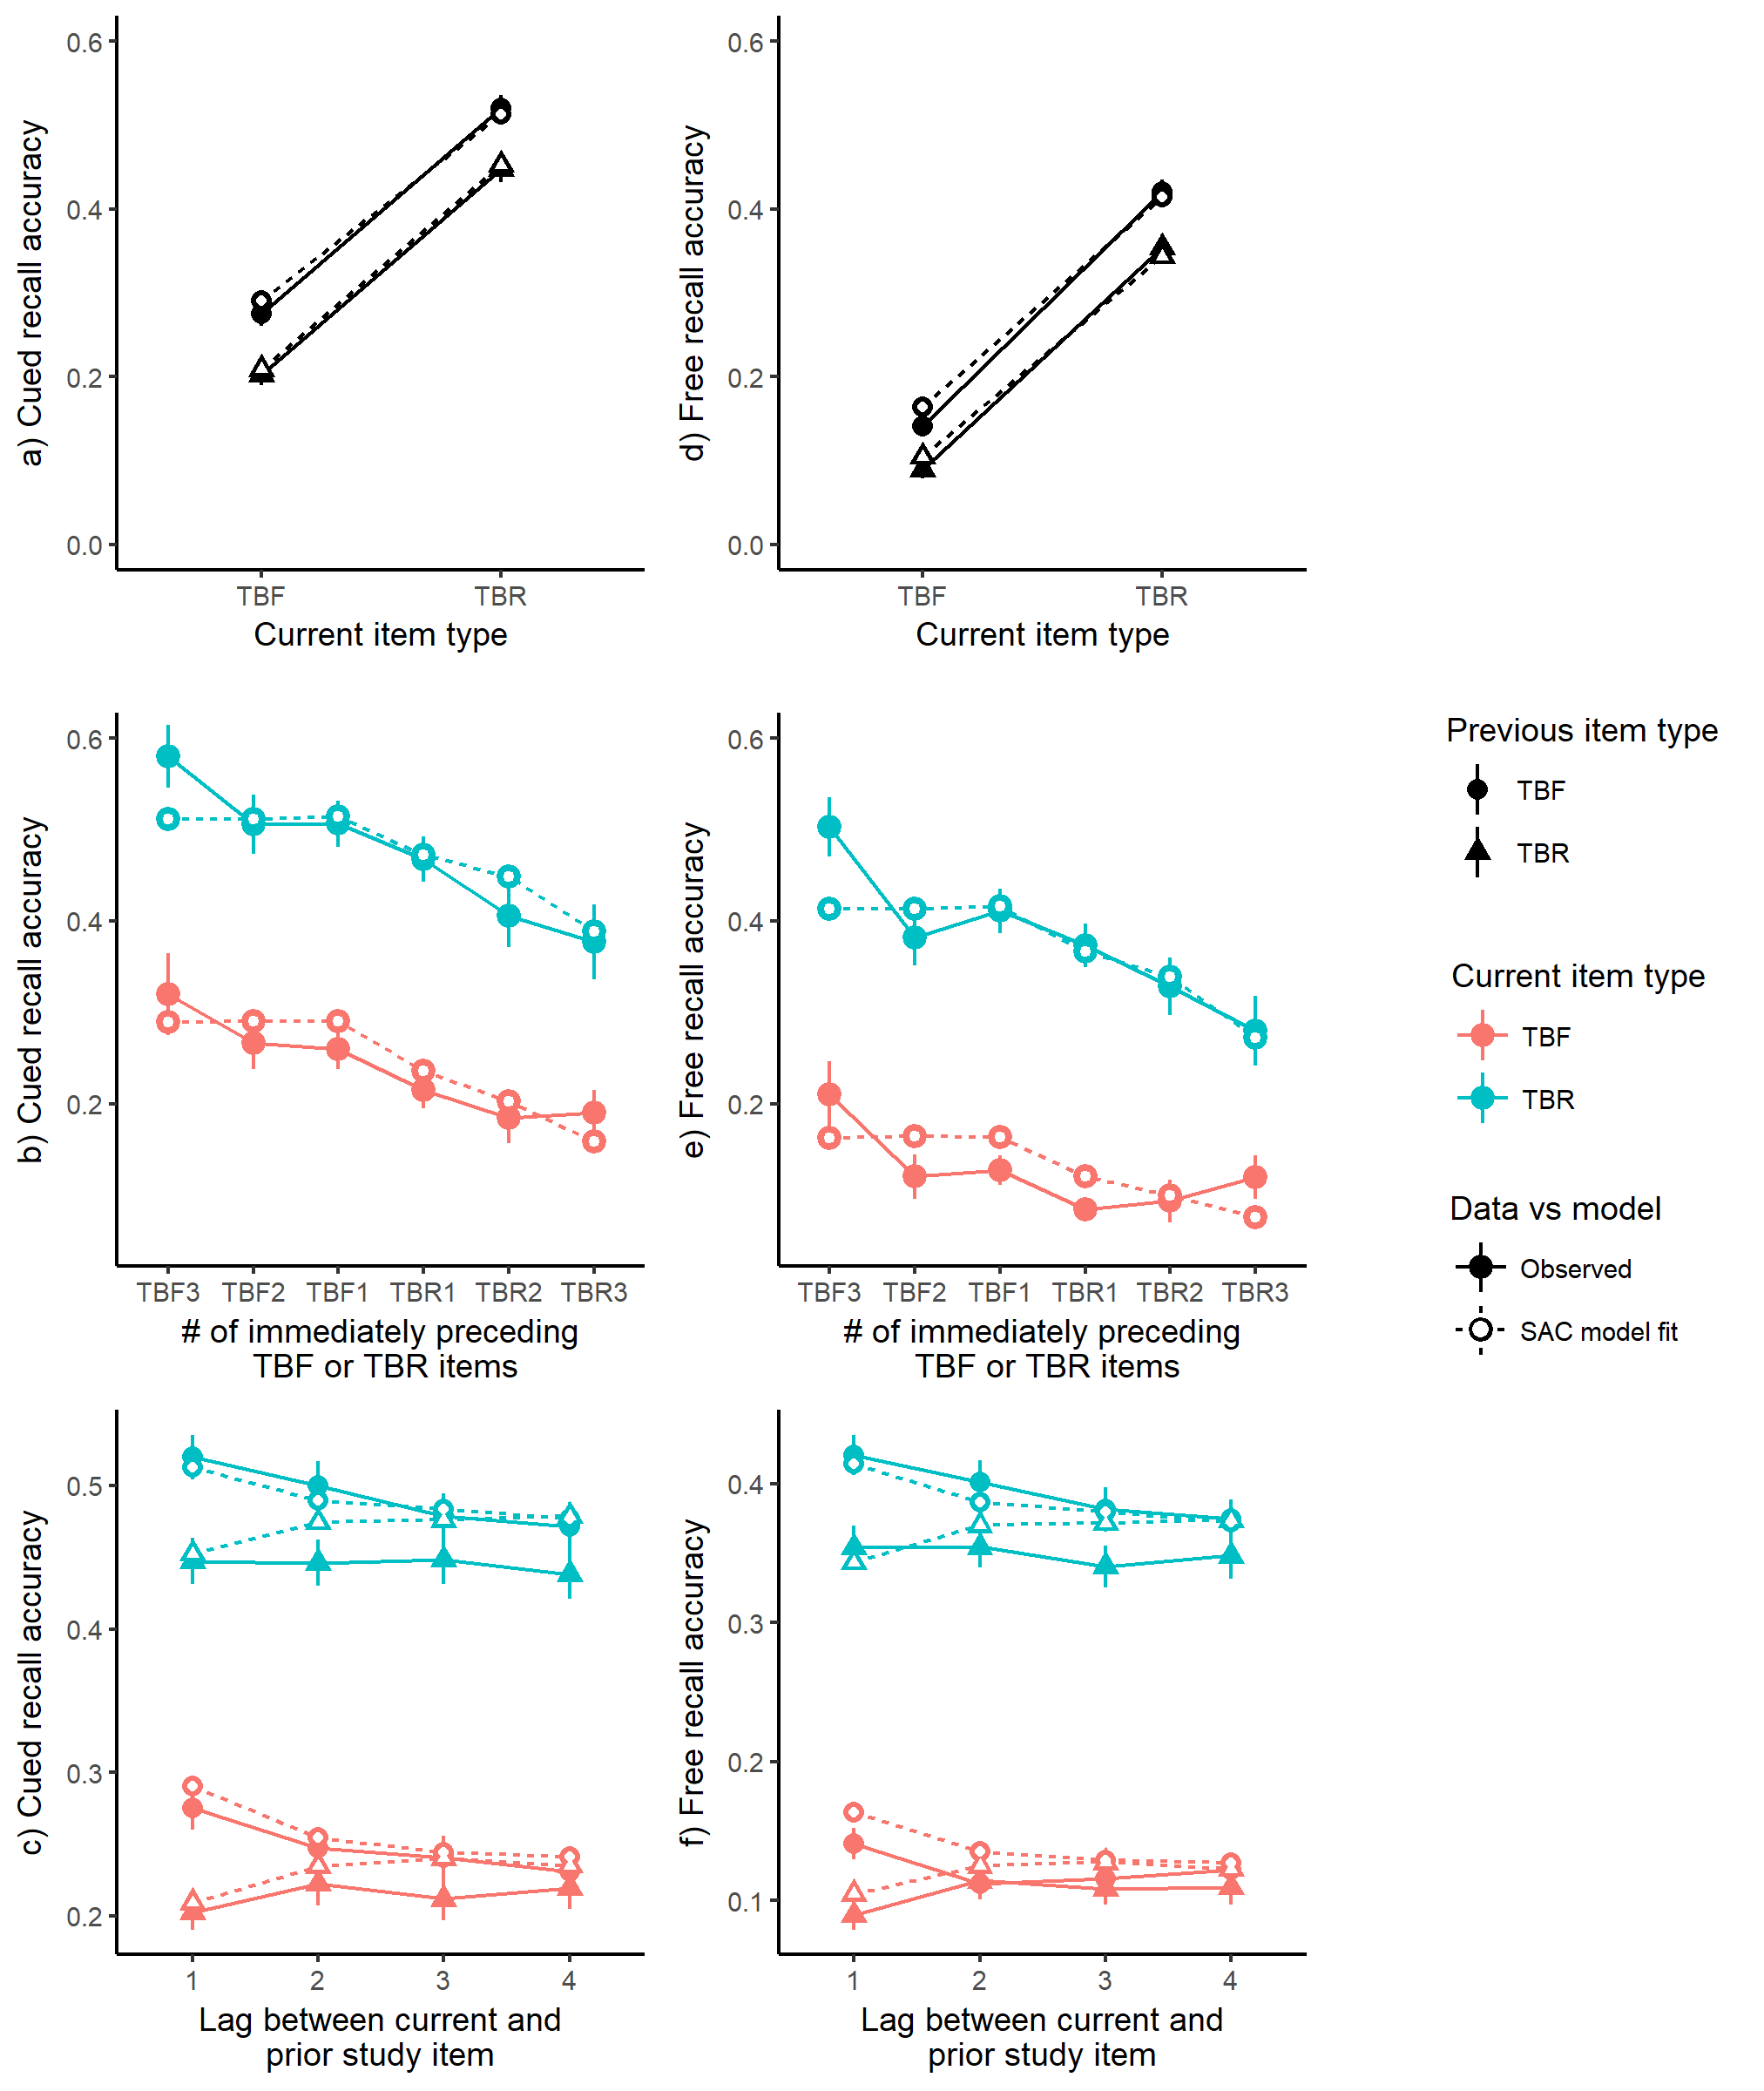 a) Cued recall accuracy
0.6
0.4
0.2
0.0
TBF TBR
Current item type
d) Free recall accuracy
0.6
0.4
0.2
0.0
TBF TBR
Current item type
b) Cued recall accuracy
0.6
0.4
0.2
TBF3 TBF2 TBF1 TBR1 TBR2 TBR3
# of immediately preceding
TBF or TBR items
e) Free recall accuracy
0.6
0.4
0.2
TBF3 TBF2 TBF1 TBR1 TBR2 TBR3
# of immediately preceding
TBF or TBR items
Previous item type
TBF
TBR
Current item type
TBF
TBR
Data vs model
Observed
SAC model fit
c) Cued recall accuracy
0.5
0.4
0.3
0.2
1 2 3 4
Lag between current and
prior study item
f) Free recall accuracy
0.4
0.3
0.2
0.1
1 2 3 4
Lag between current and
prior study item